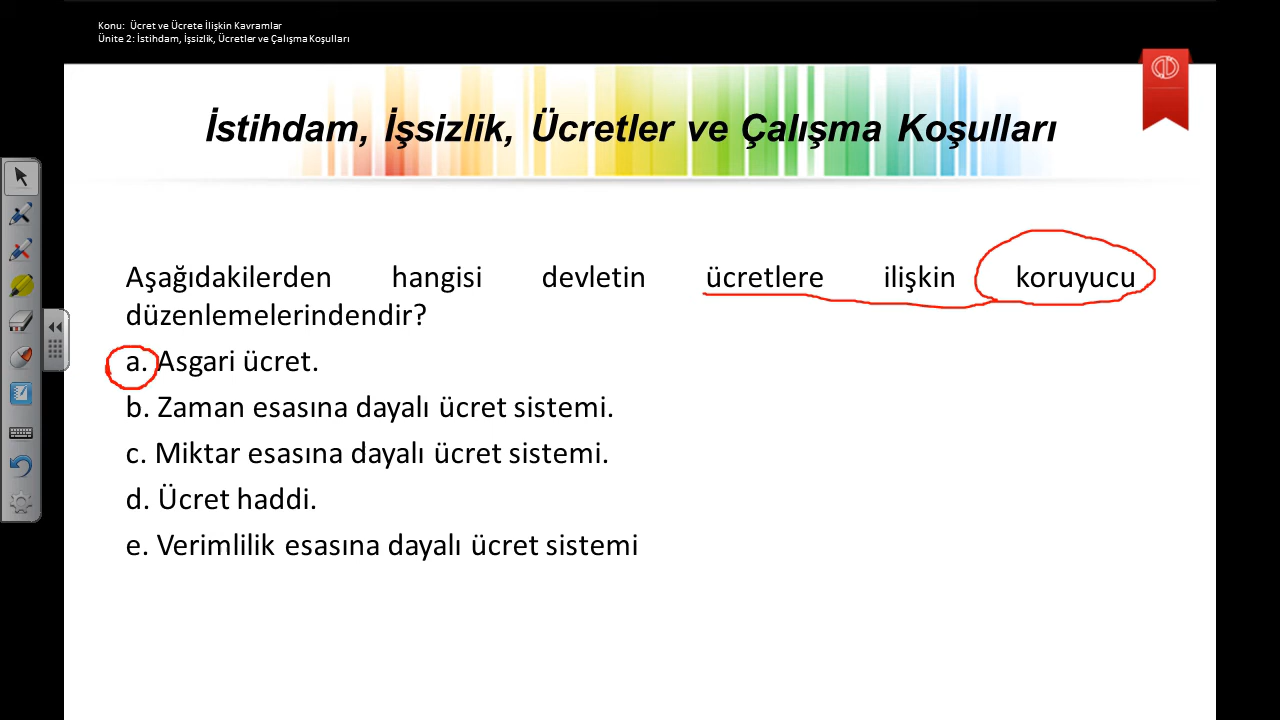 Konu: Ücret ve Ücrete İlişkin Kavramlar
Ünite 2: İstihdam, İşsizlik, Ücretler ve Çalışma Koşulları
İstihdam, İşsizlik, Ücretler ve Çalışma Koşulları
Aşağıdakilerden hangisi devletin ücretlere ilişkin koruyucu
düzenlemelerindendir?
a. Asgari ücret.
b. Zaman esasına dayalı ücret sistemi.
c. Miktar esasına dayalı ücret sistemi.
d. Ücret haddi.
e. Verimlilik esasına dayalı ücret sistemi